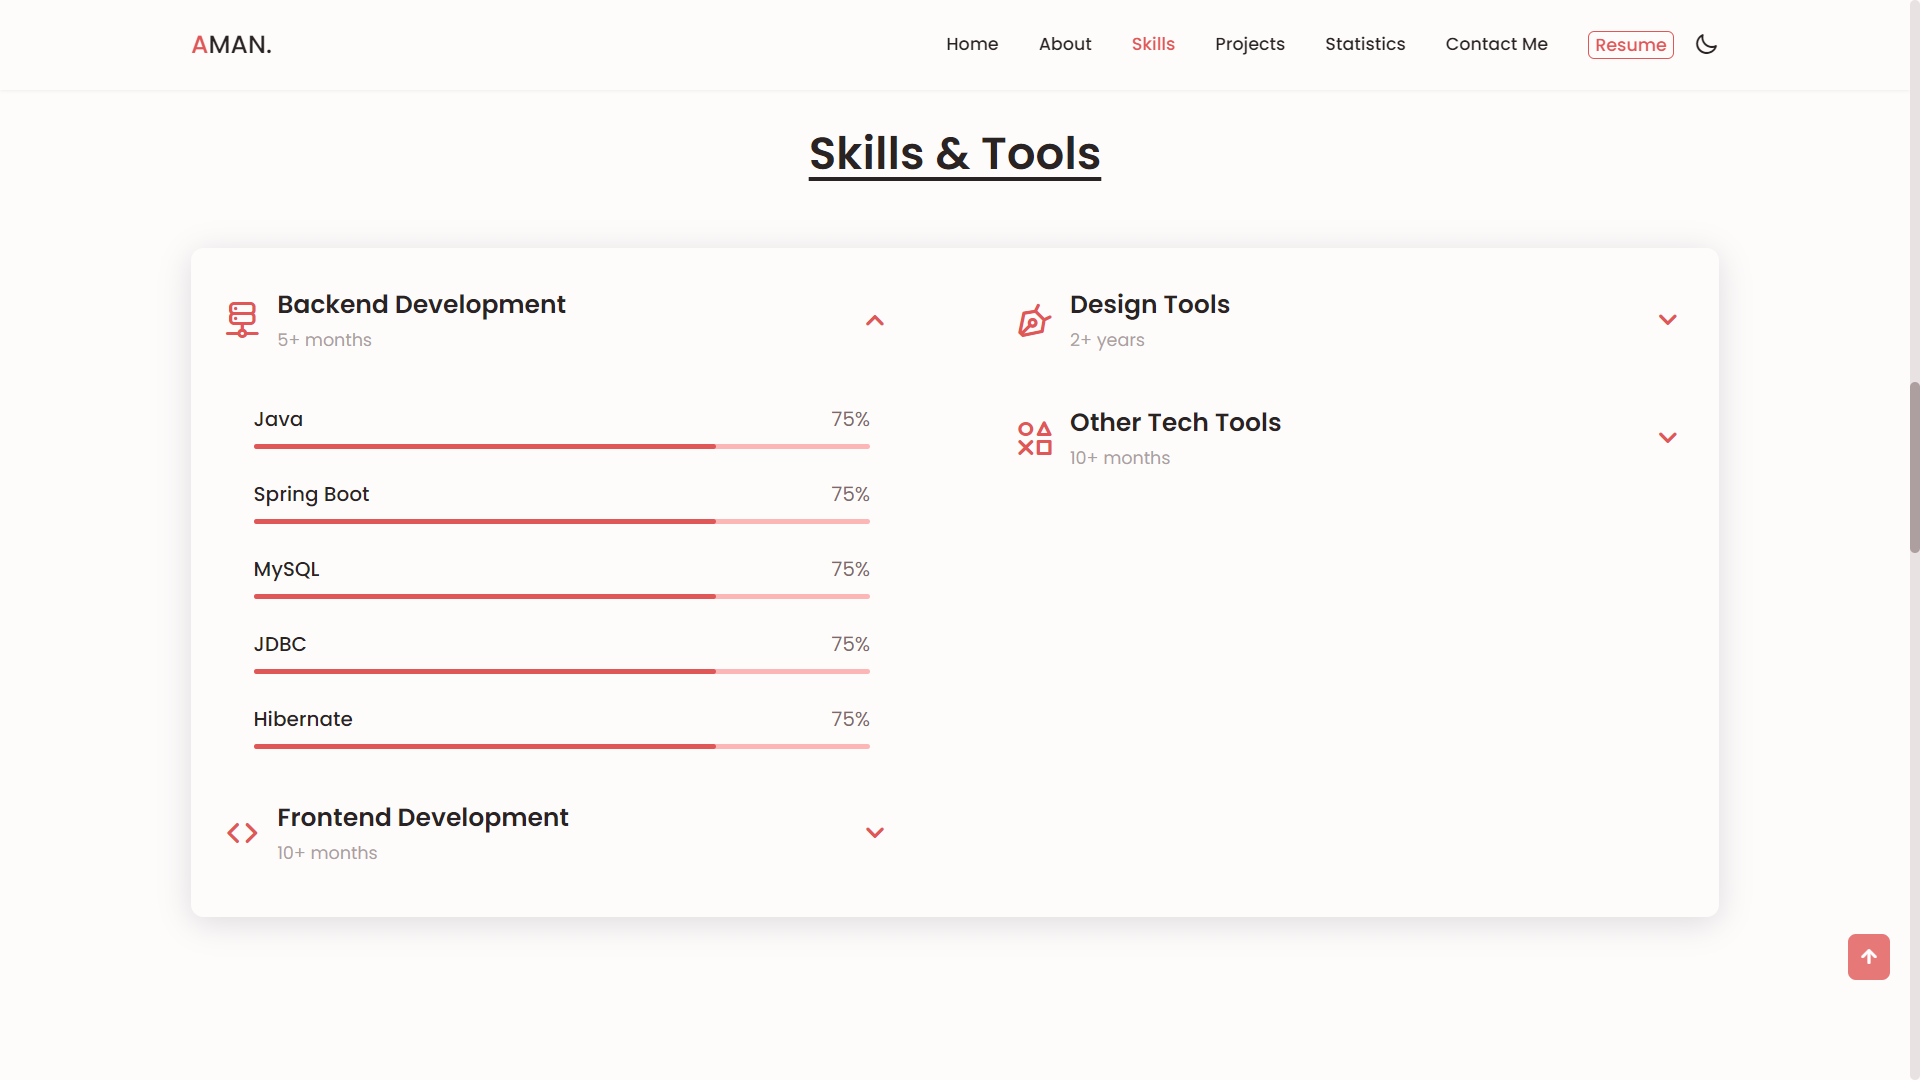 AMAN.
Home About Skills Projects Statistics Contact Me Resume
Skills & Tools
Backend Development
5+ months
Java 75%
Spring Boot 75%
MySQL 75%
JDBC 75%
Hibernate 75%
Frontend Development
10+ months
Design Tools
2+ years
Other Tech Tools
10+ months